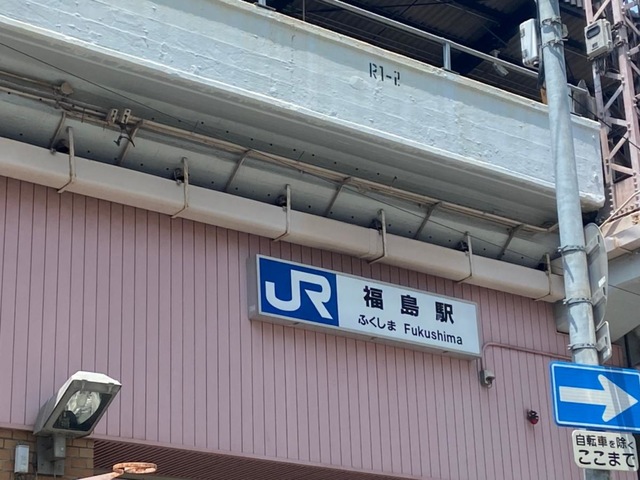 R1-2
JR 福島駅
ふくしま Fukushima
自転車を除く
ここまで